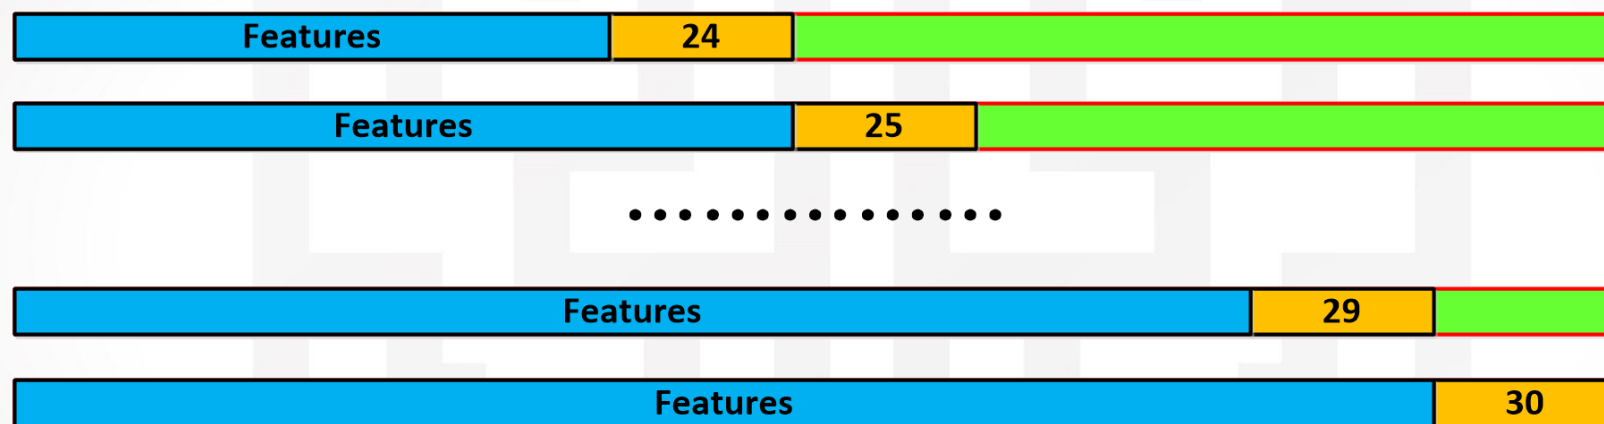 Features 24
Features 25
...............
Features 29
Features 30